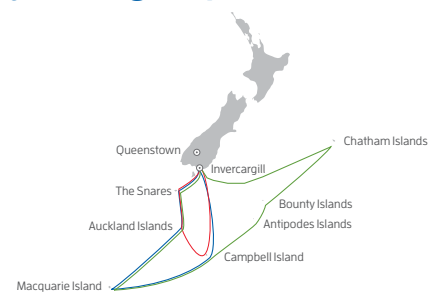 Chatham Islands
Queenstown
Invercargill
The Snares
Bounty Islands
Auckland Islands
Antipodes Islands
Campbell Island
Macquarie Island